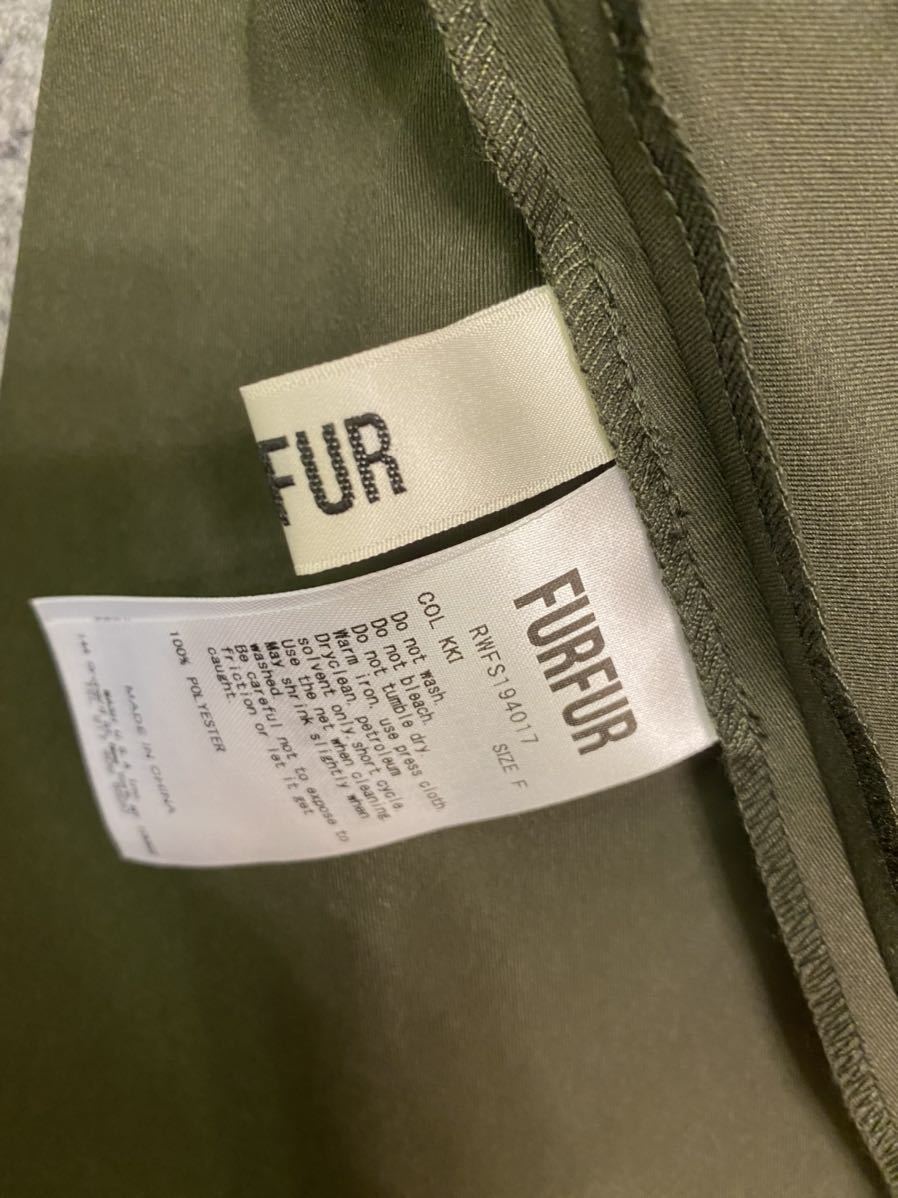 FUR
FURFUR
RWFS194017 SIZE F
COL KKI
Do not wash.
Do not bleach.
Do not tumble dry.
Warm iron. use press cloth
Dryclean. petroleum
solvent only.short cycle.
Use the net when cleaning
May shrink slightly when
washed
Be careful not to expose to
friction or let it get
caught.
100% POLYESTER
MADE IN CHINA